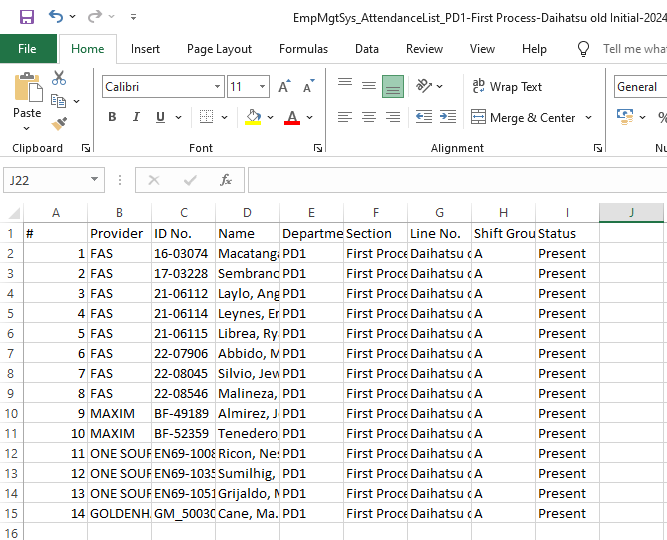 EmpMgtSys_AttendanceList_PD1-First Process-Daihatsu old Initial-2024
File Home Insert Page Layout Formulas Data Review View Help Tell me what
Calibri 11 ab Wrap Text General
Paste B I U A Merge & Center %
Clipboard Font Alignment Nu
J22 fx
A B C D E F G H I J
1 # Provider ID No. Name Departme Section Line No. Shift Grou Status
2 1 FAS 16-03074 Macatang PD1 First Proce Daihatsu o A Present
3 2 FAS 17-03228 Sembrano PD1 First Proce Daihatsu o A Present
4 3 FAS 21-06112 Laylo, Ang PD1 First Proce Daihatsu o A Present
5 4 FAS 21-06114 Leynes, Er PD1 First Proce Daihatsu o A Present
6 5 FAS 21-06115 Librea, Ry PD1 First Proce Daihatsu o A Present
7 6 FAS 22-07906 Abbido, M PD1 First Proce Daihatsu o A Present
8 7 FAS 22-08045 Silvio, Jew PD1 First Proce Daihatsu o A Present
9 8 FAS 22-08546 Malineza, PD1 First Proce Daihatsu o A Present
10 9 MAXIM BF-49189 Almirez, J PD1 First Proce Daihatsu o A Present
11 10 MAXIM BF-52359 Tenedero, PD1 First Proce Daihatsu o A Present
12 11 ONE SOUR EN69-1008 Ricon, Nes PD1 First Proce Daihatsu o A Present
13 12 ONE SOUR EN69-1035 Sumilhig, PD1 First Proce Daihatsu o A Present
14 13 ONE SOUR EN69-1051 Grijaldo, M PD1 First Proce Daihatsu o A Present
15 14 GOLDENHA GM_50030 Cane, Ma. PD1 First Proce Daihatsu o A Present
16